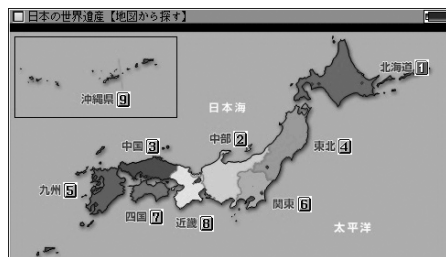 日本の世界遺産【地図から探す】
北海道 1
沖縄県 9
日本海
中部 2
中国 3
東北 4
九州 5
関東 6
四国 7
近畿 8
太平洋